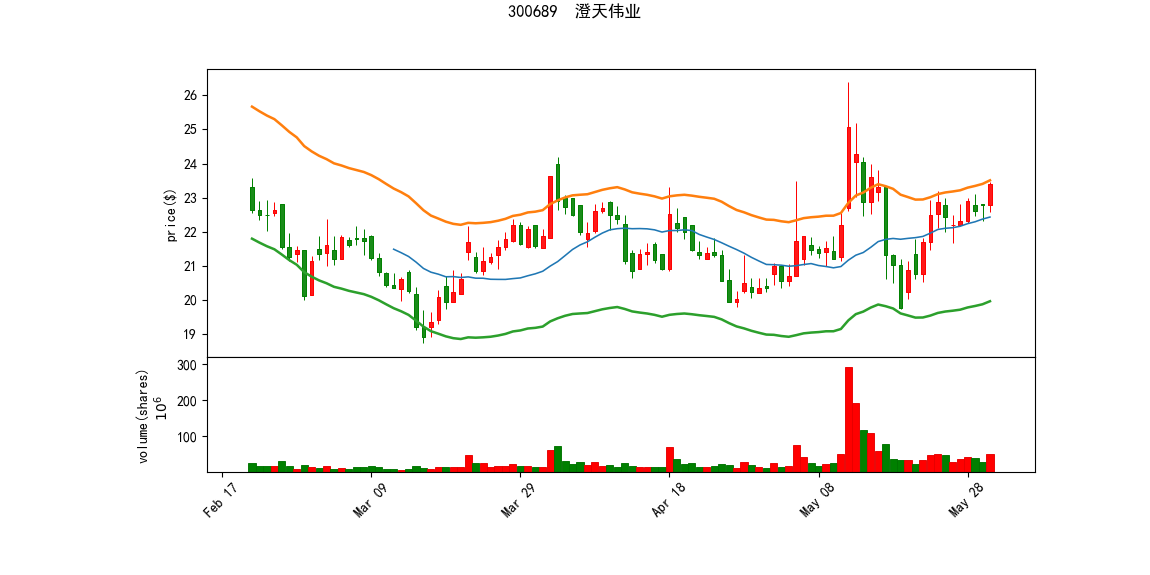 300689 澄天伟业
price($)
26
25
24
23
22
21
20
19
volume(shares)
10^6
300
200
100
Feb 17
Mar 09
Mar 29
Apr 18
May 08
May 28